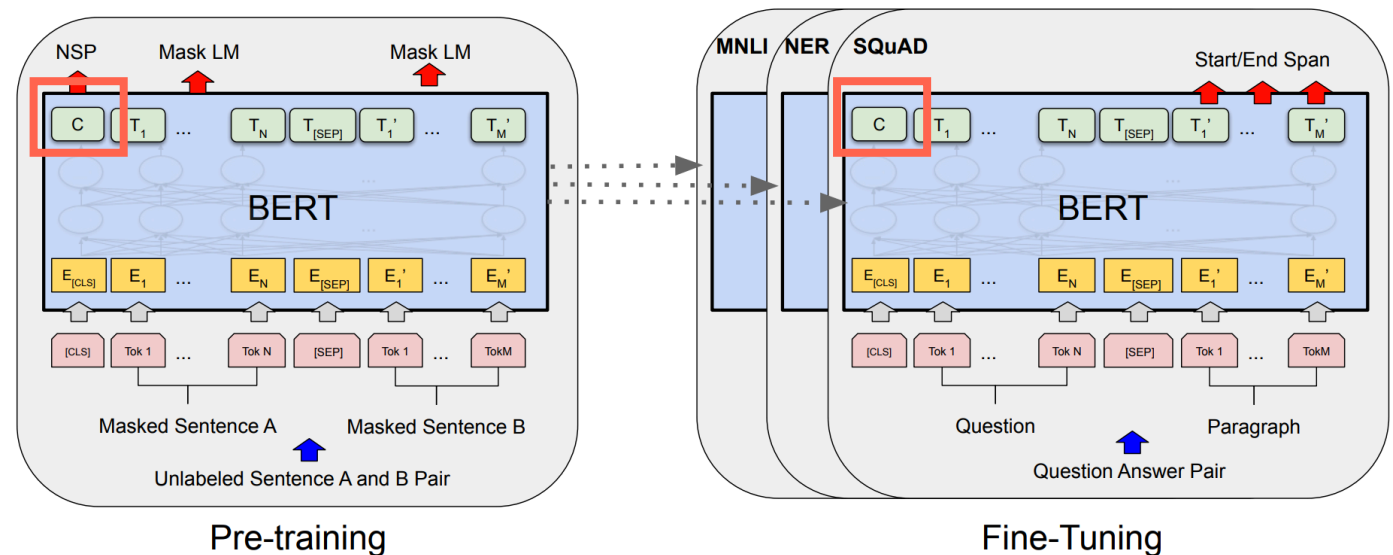 NSP Mask LM Mask LM
C T1 ... TN T[SEP] T1’ ... TM’
BERT
E[CLS] E1 ... EN E[SEP] E1’ ... EM’
[CLS] Tok 1 ... Tok N [SEP] Tok 1 ... TokM
Masked Sentence A Masked Sentence B
Unlabeled Sentence A and B Pair
Pre-training
MNLI NER SQuAD
Start/End Span
C T1 ... TN T[SEP] T1’ ... TM’
BERT
E[CLS] E1 ... EN E[SEP] E1’ ... EM’
[CLS] Tok 1 ... Tok N [SEP] Tok 1 ... TokM
Question Paragraph
Question Answer Pair
Fine-Tuning